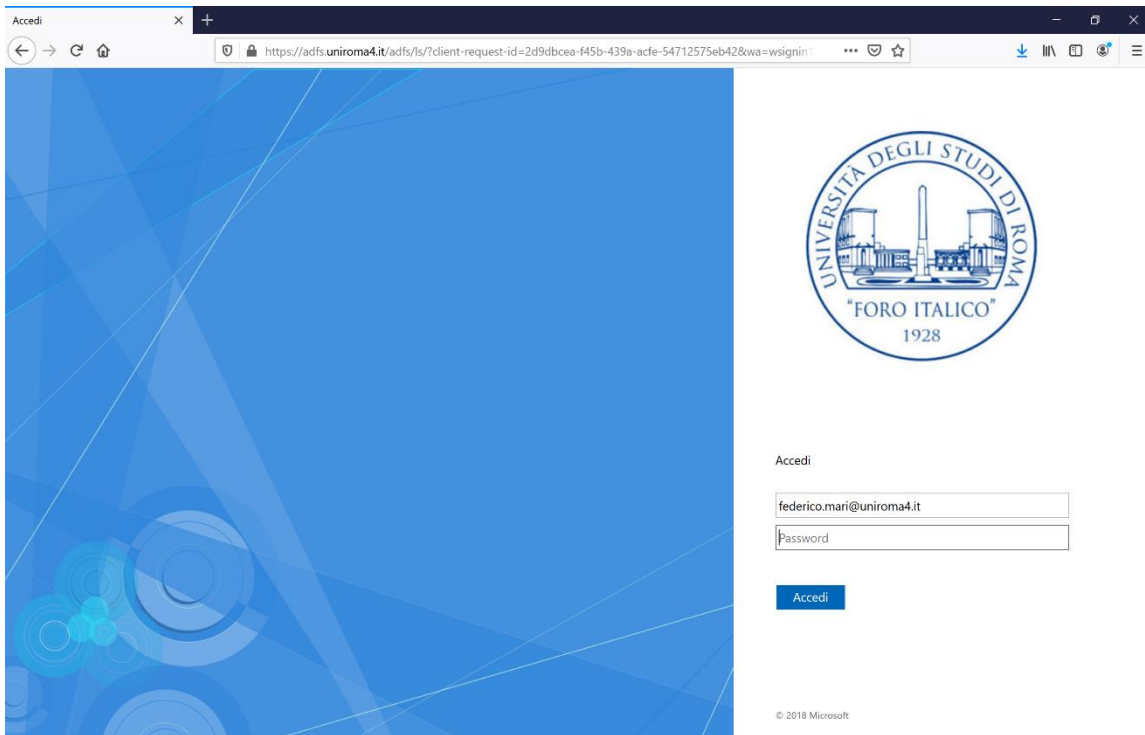 Accedi
https://adfs.uniroma4.it/adfs/ls/?client-request-id=2d9dbcea-f45b-439a-acfe-54712575eb42&wa=wsignin1
UNIVERSITÀ DEGLI STUDI DI ROMA
"FORO ITALICO"
1928
Accedi
federico.mari@uniroma4.it
Password
Accedi
© 2018 Microsoft